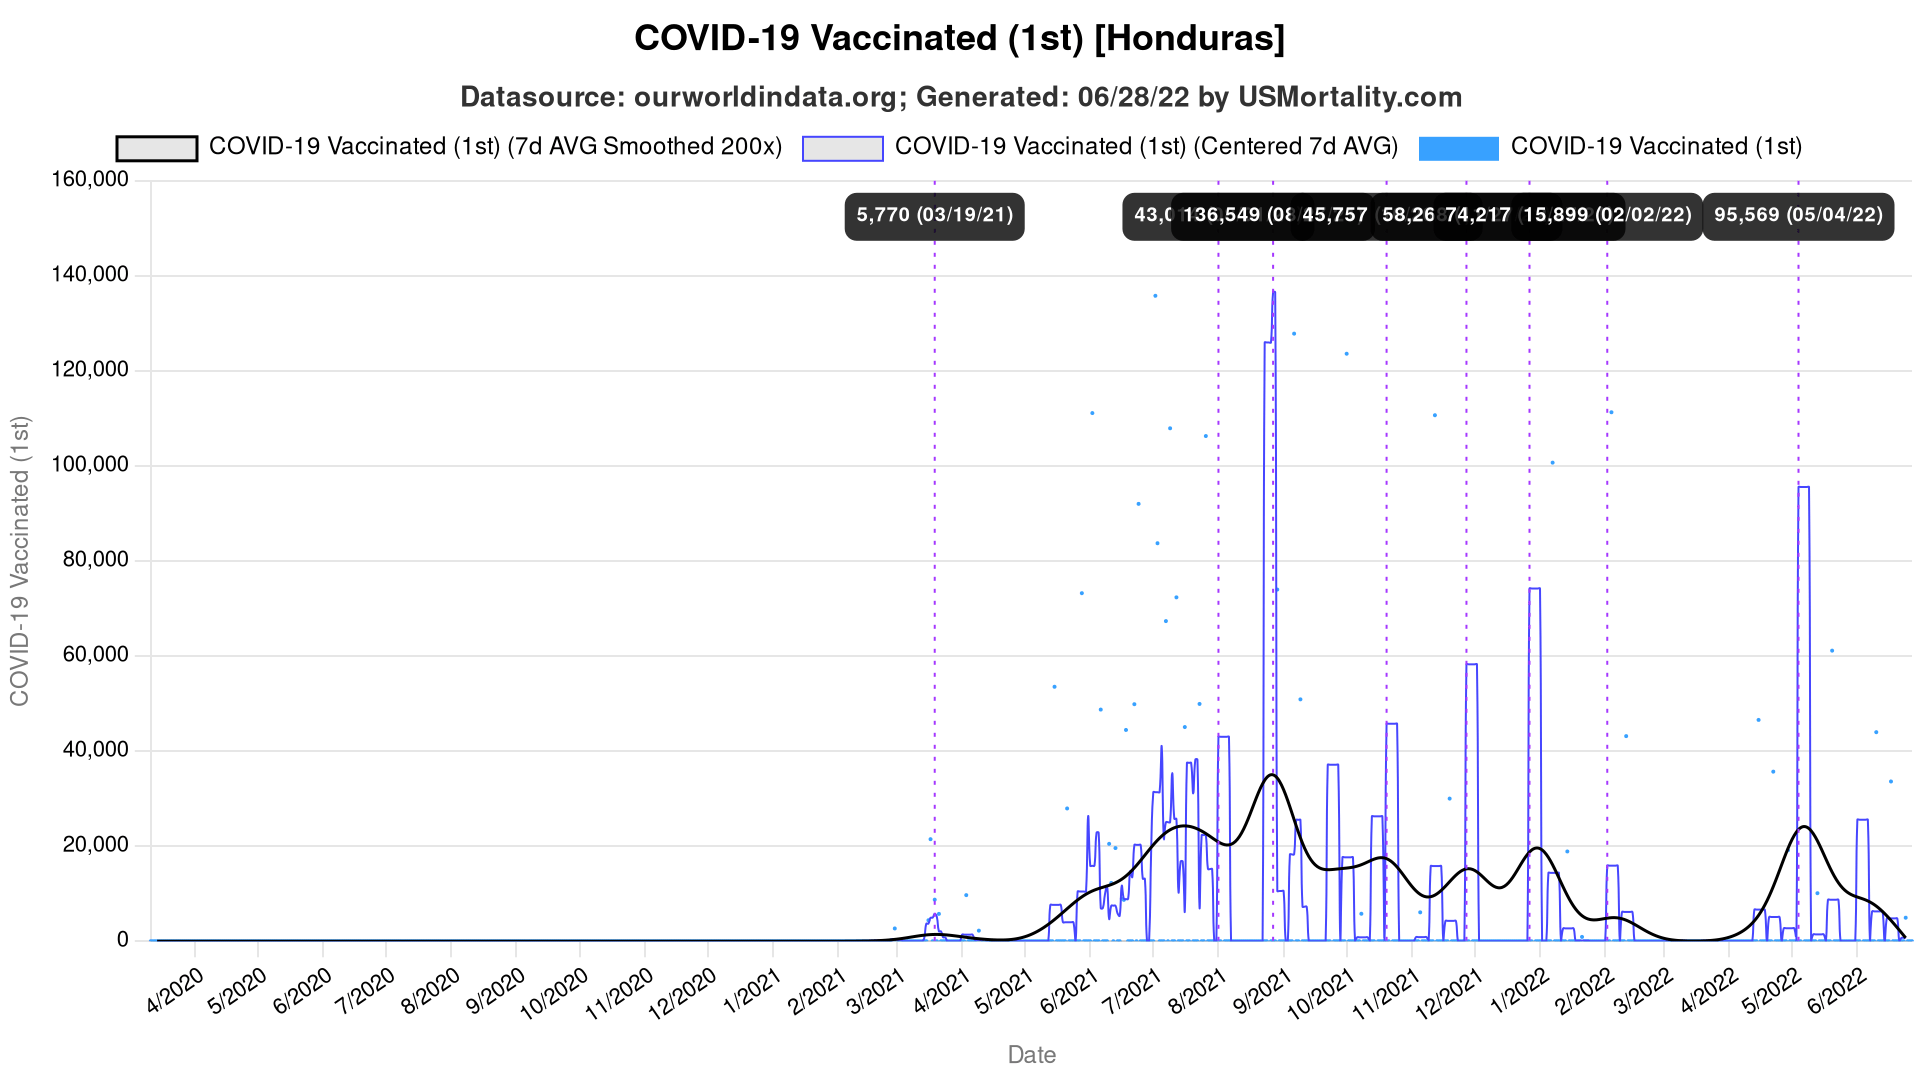 COVID-19 Vaccinated (1st) [Honduras]
Datasource: ourworldindata.org; Generated: 06/28/22 by USMortality.com
COVID-19 Vaccinated (1st) (7d AVG Smoothed 200x) COVID-19 Vaccinated (1st) (Centered 7d AVG) COVID-19 Vaccinated (1st)
160,000
5,770 (03/19/21) 43,0 136,549 (08 45,757 58,268 74,217 15,899 (02/02/22) 95,569 (05/04/22)
140,000
120,000
100,000
80,000
60,000
40,000
20,000
0
COVID-19 Vaccinated (1st)
4/2020 5/2020 6/2020 7/2020 8/2020 9/2020 10/2020 11/2020 12/2020 1/2021 2/2021 3/2021 4/2021 5/2021 6/2021 7/2021 8/2021 9/2021 10/2021 11/2021 12/2021 1/2022 2/2022 3/2022 4/2022 5/2022 6/2022
Date